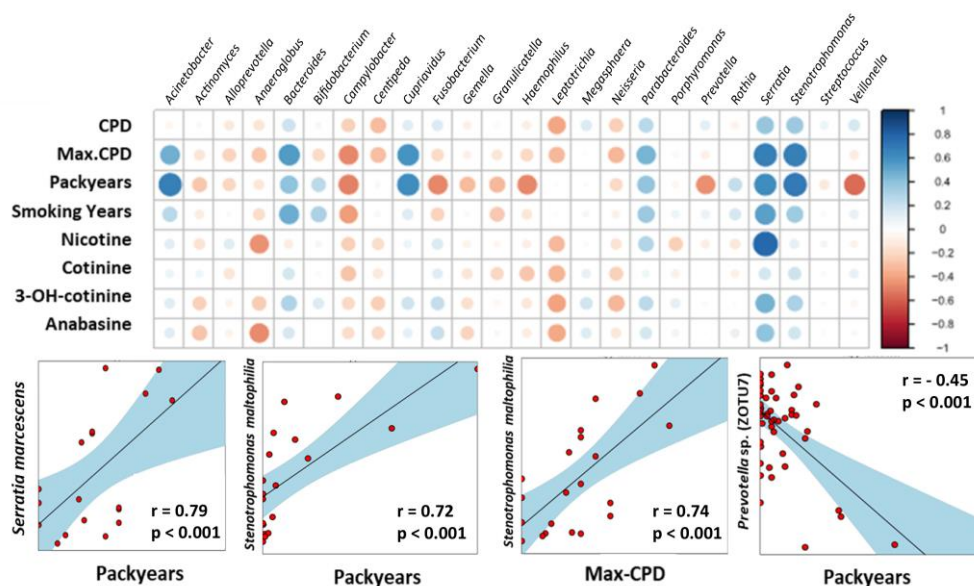 Acinetobacter
Actinomyces
Alloprevotella
Anaeroglobus
Bacteroides
Bifidobacterium
Campylobacter
Centipeda
Cupriavidus
Fusobacterium
Gemella
Granulicatella
Haemophilus
Leptotrichia
Megasphaera
Neisseria
Parabacteroides
Porphyromonas
Prevotella
Rothia
Serratia
Stenotrophomonas
Streptococcus
Veillonella
CPD
Max.CPD
Packyears
Smoking Years
Nicotine
Cotinine
3-OH-cotinine
Anabasine
1
0.8
0.6
0.4
0.2
0
−0.2
−0.4
−0.6
−0.8
−1
Serratia marcescens
r = 0.79
p < 0.001
Packyears
Stenotrophomonas maltophilia
r = 0.72
p < 0.001
Packyears
Stenotrophomonas maltophilia
r = 0.74
p < 0.001
Max-CPD
Prevotella sp. (ZOTU7)
r = - 0.45
p < 0.001
Packyears